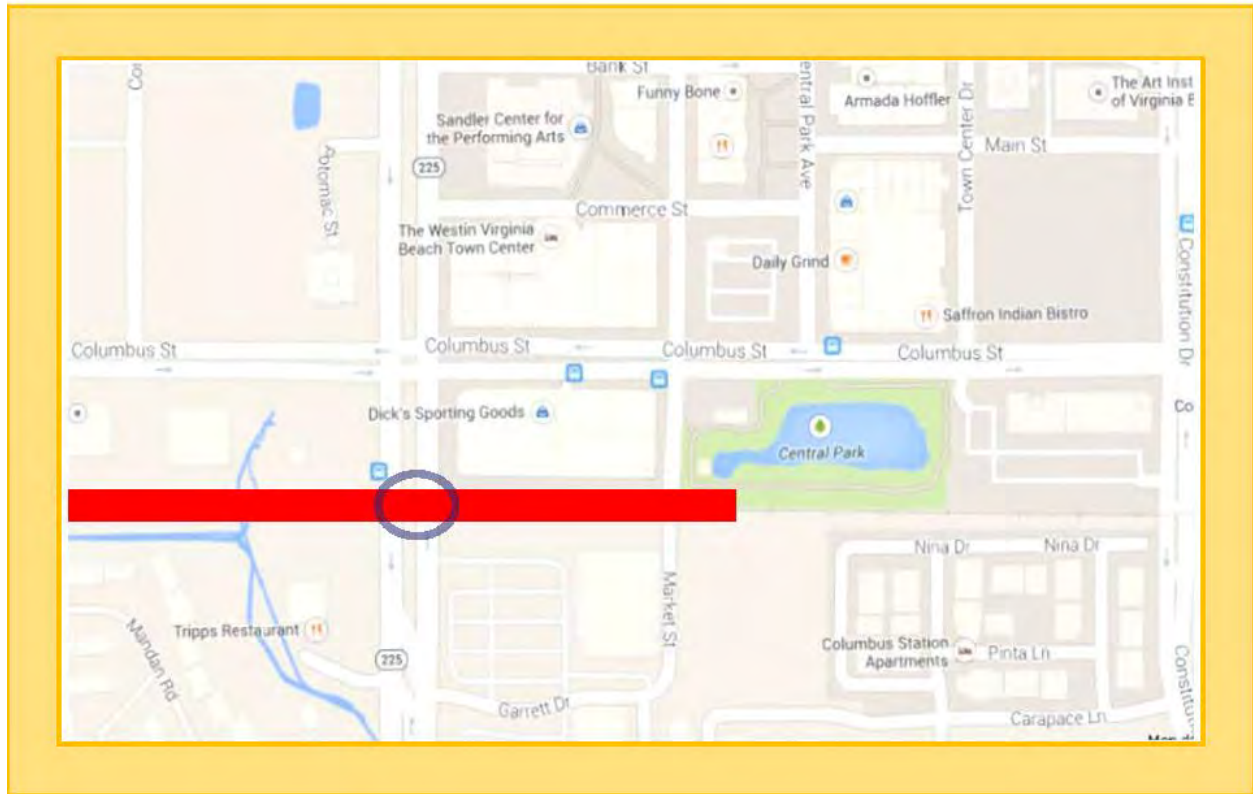 Bank St
Funny Bone
Armada Hoffler
The Art Inst
of Virginia B
Sandler Center for
the Performing Arts
Central Park Ave
Town Center Dr
Main St
225
Potomac St
Commerce St
The Westin Virginia
Beach Town Center
Daily Grind
Constitution Dr
Saffron Indian Bistro
Columbus St
Columbus St
Columbus St
Columbus St
Dick's Sporting Goods
Co
Central Park
Nina Dr
Nina Dr
Market St
Mandan Rd
Tripps Restaurant
225
Columbus Station
Apartments
Pinta Ln
Garrett Dr
Carapace Ln
Constitu